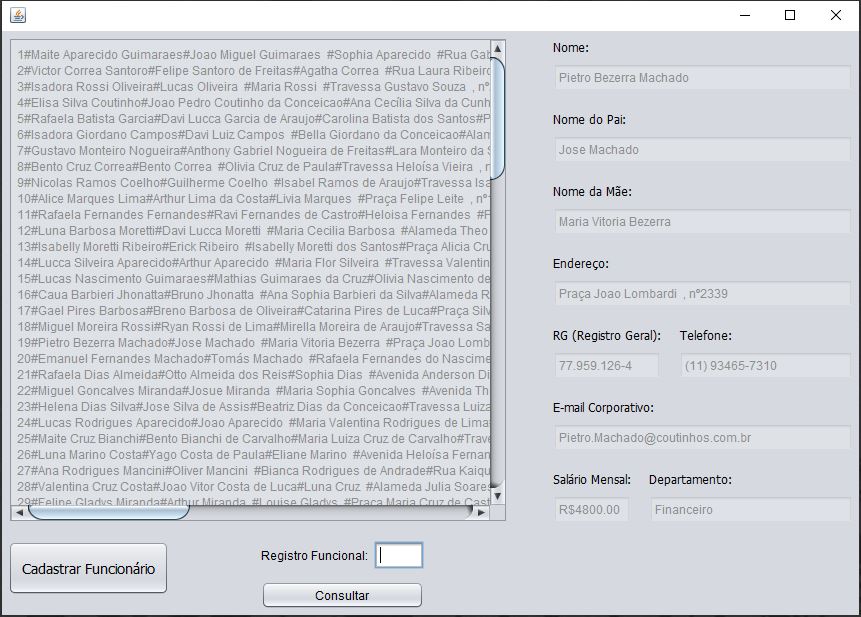 1#Maite Aparecido Guimaraes#Joao Miguel Guimaraes #Sophia Aparecido #Rua Gab
2#Victor Correa Santoro#Felipe Santoro de Freitas#Agatha Correa #Rua Laura Ribeiro
3#Isadora Rossi Oliveira#Lucas Oliveira #Maria Rossi #Travessa Gustavo Souza , nº
4#Elisa Silva Coutinho#Joao Pedro Coutinho da Conceicao#Ana Cecília Silva da Cunh
5#Rafaela Batista Garcia#Davi Lucca Garcia de Araujo#Carolina Batista dos Santos#P
6#Isadora Giordano Campos#Davi Luiz Campos #Bella Giordano da Conceicao#Alam
7#Gustavo Monteiro Nogueira#Anthony Gabriel Nogueira de Freitas#Lara Monteiro da S
8#Bento Cruz Correa#Bento Correa #Olivia Cruz de Paula#Travessa Heloísa Vieira , n
9#Nicolas Ramos Coelho#Guilherme Coelho #Isabel Ramos de Araujo#Travessa Isa
10#Alice Marques Lima#Arthur Lima da Costa#Livia Marques #Praça Felipe Leite , nº
11#Rafaela Fernandes Fernandes#Ravi Fernandes de Castro#Heloisa Fernandes #P
12#Luna Barbosa Moretti#Davi Lucca Moretti #Maria Cecilia Barbosa #Alameda Theo
13#Isabelly Moretti Ribeiro#Erick Ribeiro #Isabelly Moretti dos Santos#Praça Alicia Cru
14#Lucca Silveira Aparecido#Arthur Aparecido #Maria Flor Silveira #Travessa Valentin
15#Lucas Nascimento Guimaraes#Mathias Guimaraes da Cruz#Olivia Nascimento de
16#Caua Barbieri Jhonatta#Bruno Jhonatta #Ana Sophia Barbieri da Silva#Alameda R
17#Gael Pires Barbosa#Breno Barbosa de Oliveira#Catarina Pires de Luca#Praça Silv
18#Miguel Moreira Rossi#Ryan Rossi de Lima#Mirella Moreira de Araujo#Travessa Sa
19#Pietro Bezerra Machado#Jose Machado #Maria Vitoria Bezerra #Praça Joao Lomb
20#Emanuel Fernandes Machado#Tomás Machado #Rafaela Fernandes do Nascime
21#Rafaela Dias Almeida#Otto Almeida dos Reis#Sophia Dias #Avenida Anderson Di
22#Miguel Goncalves Miranda#Josue Miranda #Maria Sophia Goncalves #Avenida Th
23#Helena Dias Silva#Jose Silva de Assis#Beatriz Dias da Conceicao#Travessa Luiza
24#Lucas Rodrigues Aparecido#Joao Aparecido #Maria Valentina Rodrigues de Lima#
25#Maite Cruz Bianchi#Bento Bianchi de Carvalho#Maria Luiza Cruz de Carvalho#Trave
26#Luna Marino Costa#Yago Costa de Paula#Eliane Marino #Avenida Heloísa Fernan
27#Ana Rodrigues Mancini#Oliver Mancini #Bianca Rodrigues de Andrade#Rua Kaiqu
28#Valentina Cruz Costa#Joao Vitor Costa de Luca#Luna Cruz #Alameda Julia Soare
29#Felipe Gladys Miranda#Arthur Miranda #Louise Gladys #Praça Maria Cruz de Cast
Nome:
Pietro Bezerra Machado
Nome do Pai:
Jose Machado
Nome da Mãe:
Maria Vitoria Bezerra
Endereço:
Praça Joao Lombardi , nº2339
RG (Registro Geral): Telefone:
77.959.126-4 (11) 93465-7310
E-mail Corporativo:
Pietro.Machado@coutinhos.com.br
Salário Mensal: Departamento:
R$4800.00 Financeiro
Cadastrar Funcionário
Registro Funcional:
Consultar